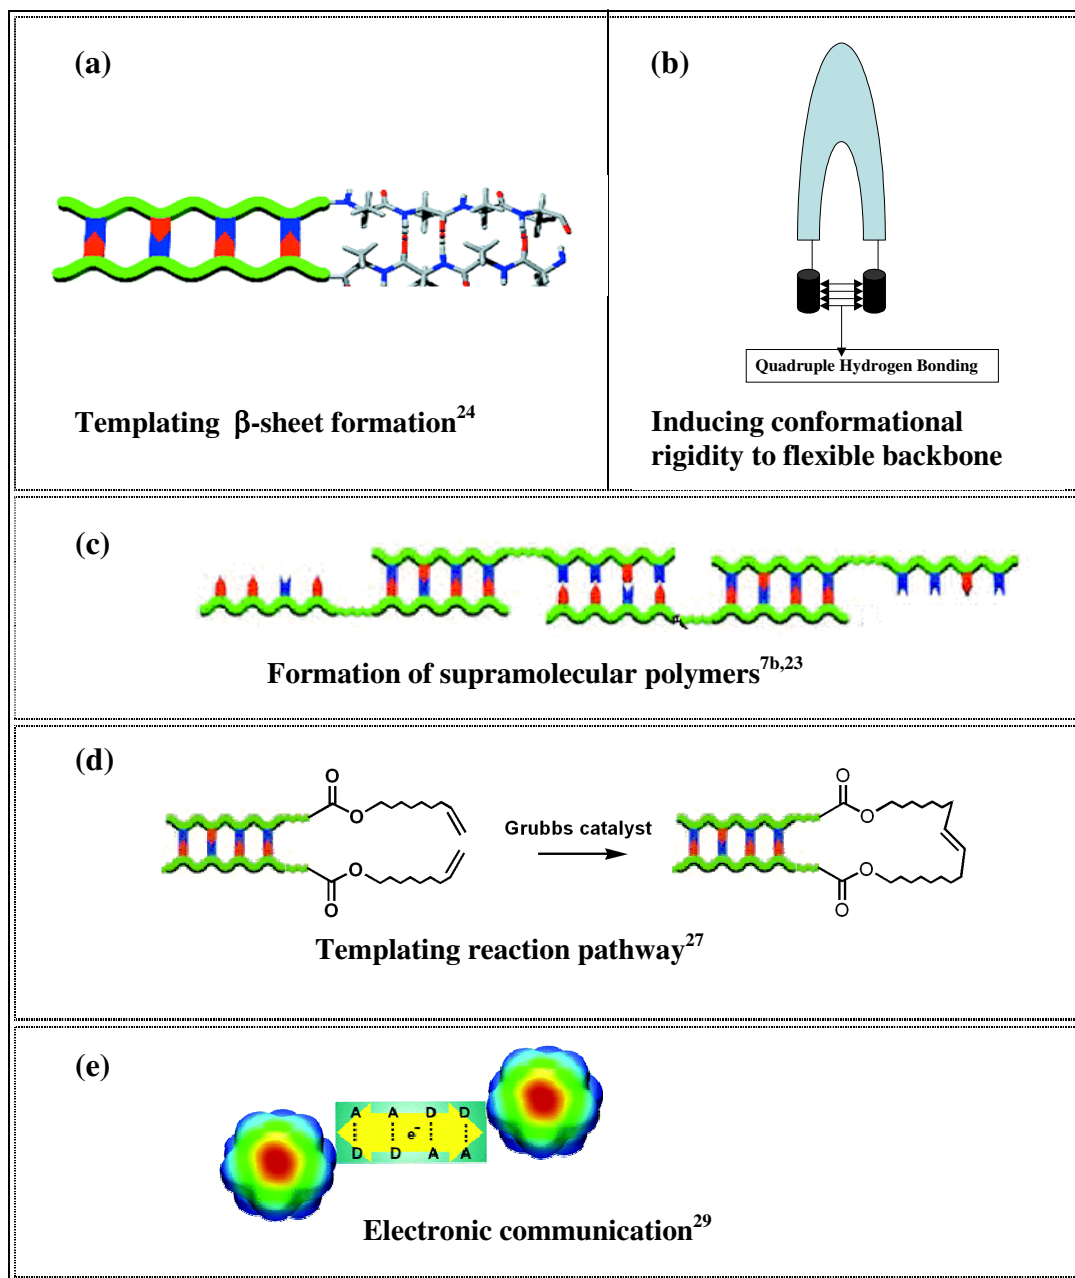 (a)
Templating β-sheet formation24
(b)
Quadruple Hydrogen Bonding
Inducing conformational
rigidity to flexible backbone
(c)
Formation of supramolecular polymers7b,23
(d)
O
O
O
O
Grubbs catalyst
O
O
O
O
Templating reaction pathway27
(e)
A A D D
e−
D D A A
Electronic communication29